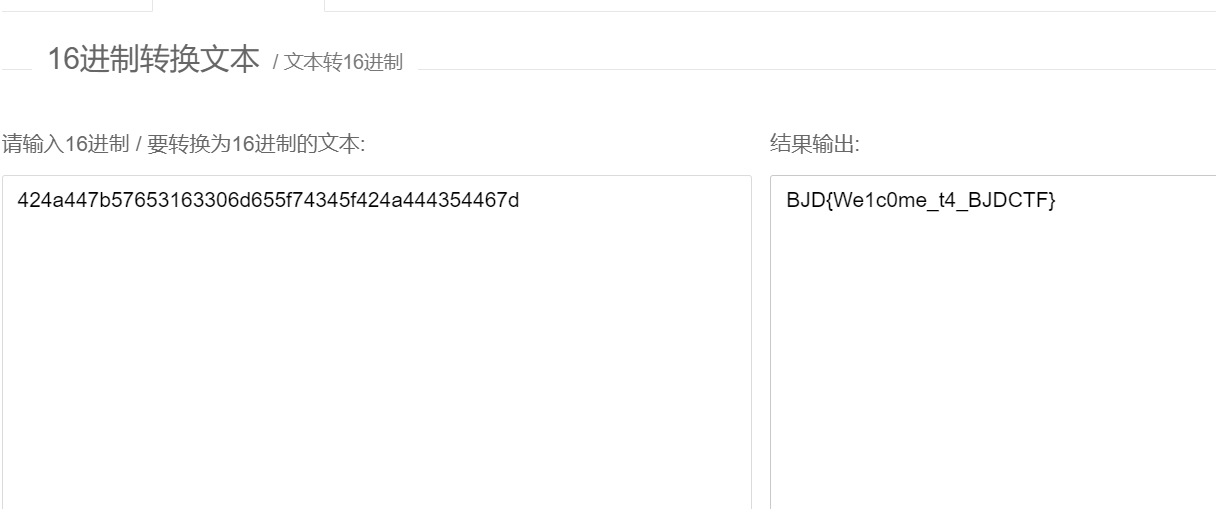 16进制转换文本 / 文本转16进制
请输入16进制 / 要转换为16进制的文本:
结果输出:
424a447b57653163306d655f74345f424a444354467d
BJD{We1c0me_t4_BJDCTF}